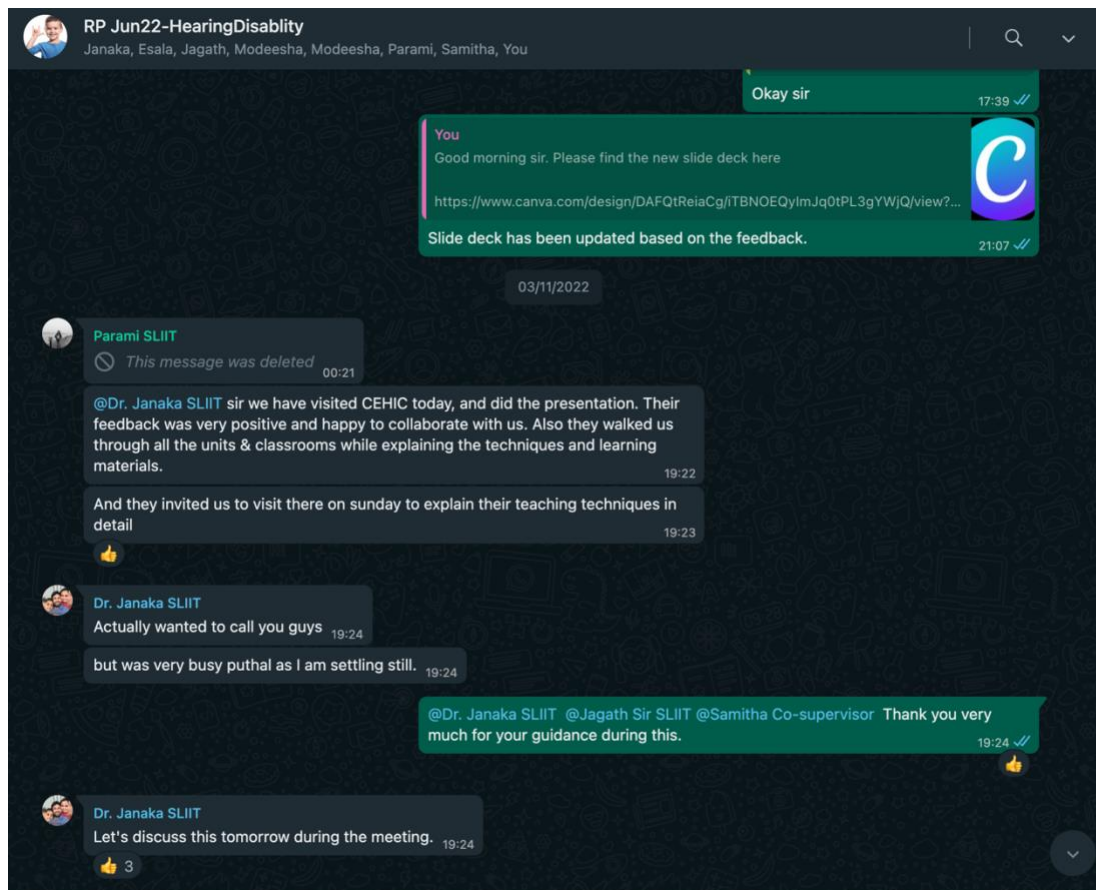 RP Jun22-HearingDisablity
Janaka, Esala, Jagath, Modeesha, Modeesha, Parami, Samitha, You
Okay sir
17:39
You
Good morning sir. Please find the new slide deck here
https://www.canva.com/design/DAFQtReiaCg/iTBNOEQylmJq0tPL3gYWjQ/view?...
Slide deck has been updated based on the feedback.
21:07
03/11/2022
Parami SLIIT
This message was deleted
00:21
@Dr. Janaka SLIIT sir we have visited CEHIC today, and did the presentation. Their
feedback was very positive and happy to collaborate with us. Also they walked us
through all the units & classrooms while explaining the techniques and learning
materials.
19:22
And they invited us to visit there on sunday to explain their teaching techniques in
detail
19:23
Dr. Janaka SLIIT
Actually wanted to call you guys
19:24
but was very busy puthal as I am settling still.
19:24
@Dr. Janaka SLIIT @Jagath Sir SLIIT @Samitha Co-supervisor Thank you very
much for your guidance during this.
19:24
Dr. Janaka SLIIT
Let's discuss this tomorrow during the meeting.
19:24
3